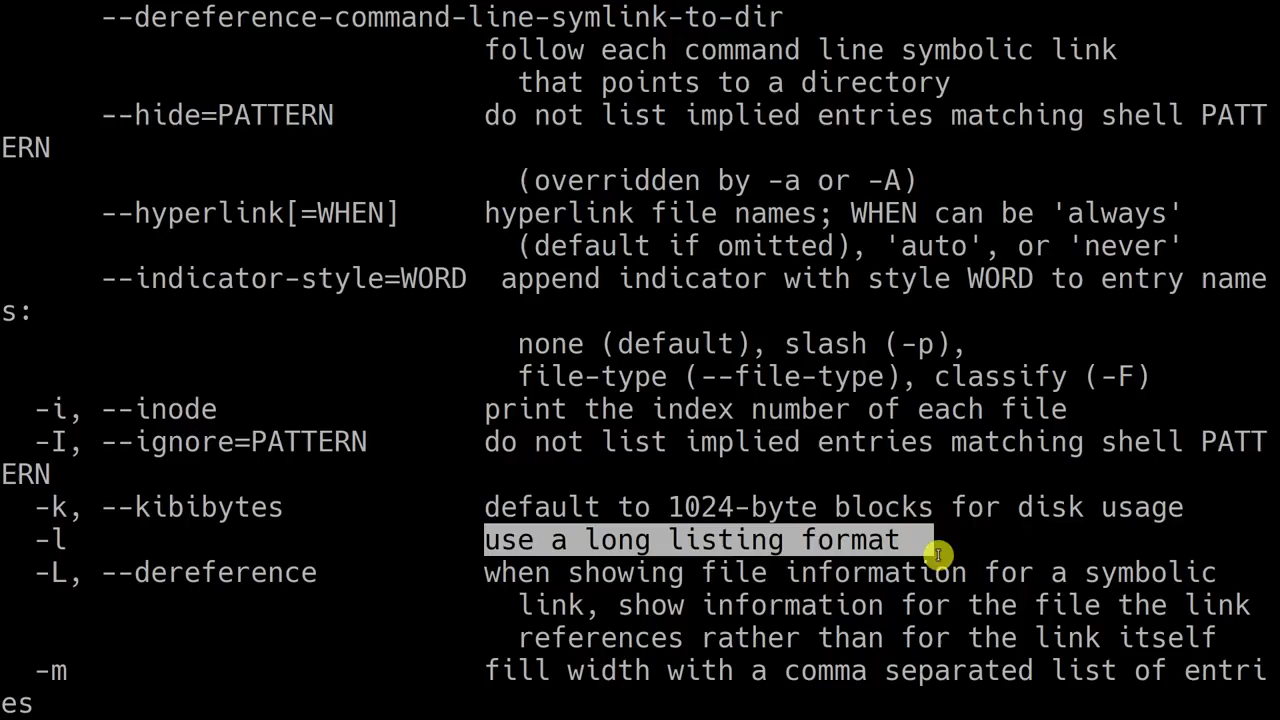 --dereference-command-line-symlink-to-dir
follow each command line symbolic link
that points to a directory
--hide=PATTERN do not list implied entries matching shell PATT
ERN
(overridden by -a or -A)
--hyperlink[=WHEN] hyperlink file names; WHEN can be 'always'
(default if omitted), 'auto', or 'never'
--indicator-style=WORD append indicator with style WORD to entry name
s:
none (default), slash (-p),
file-type (--file-type), classify (-F)
-i, --inode print the index number of each file
-I, --ignore=PATTERN do not list implied entries matching shell PATT
ERN
-k, --kibibytes default to 1024-byte blocks for disk usage
-l use a long listing format
-L, --dereference when showing file information for a symbolic
link, show information for the file the link
references rather than for the link itself
-m fill width with a comma separated list of entri
es